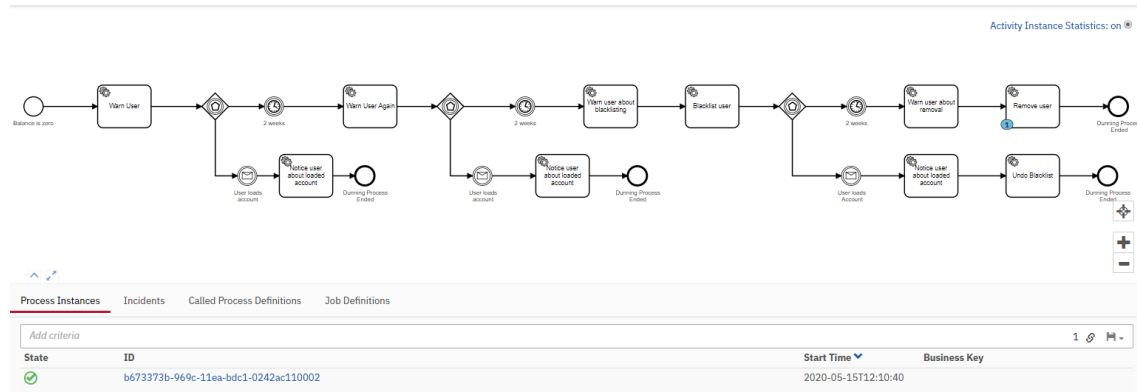 Activity Instance Statistics: on
Balance is zero
Warn User
2 weeks
Warn User Again
2 weeks
Warn user about
blacklisting
Blacklist user
2 weeks
Warn user about
removal
Remove user
1
Dunning Process
Ended
User loads
account
Notice user
about loaded
account
Dunning Process
Ended
User loads
account
Notice user
about loaded
account
Dunning Process
Ended
User loads
Account
Notice user
about loaded
account
Undo Blacklist
Dunning Process
Ended
Process Instances
Incidents
Called Process Definitions
Job Definitions
Add criteria
1
State
ID
Start Time
Business Key
b673373b-969c-11ea-bdc1-0242ac110002
2020-05-15T12:10:40